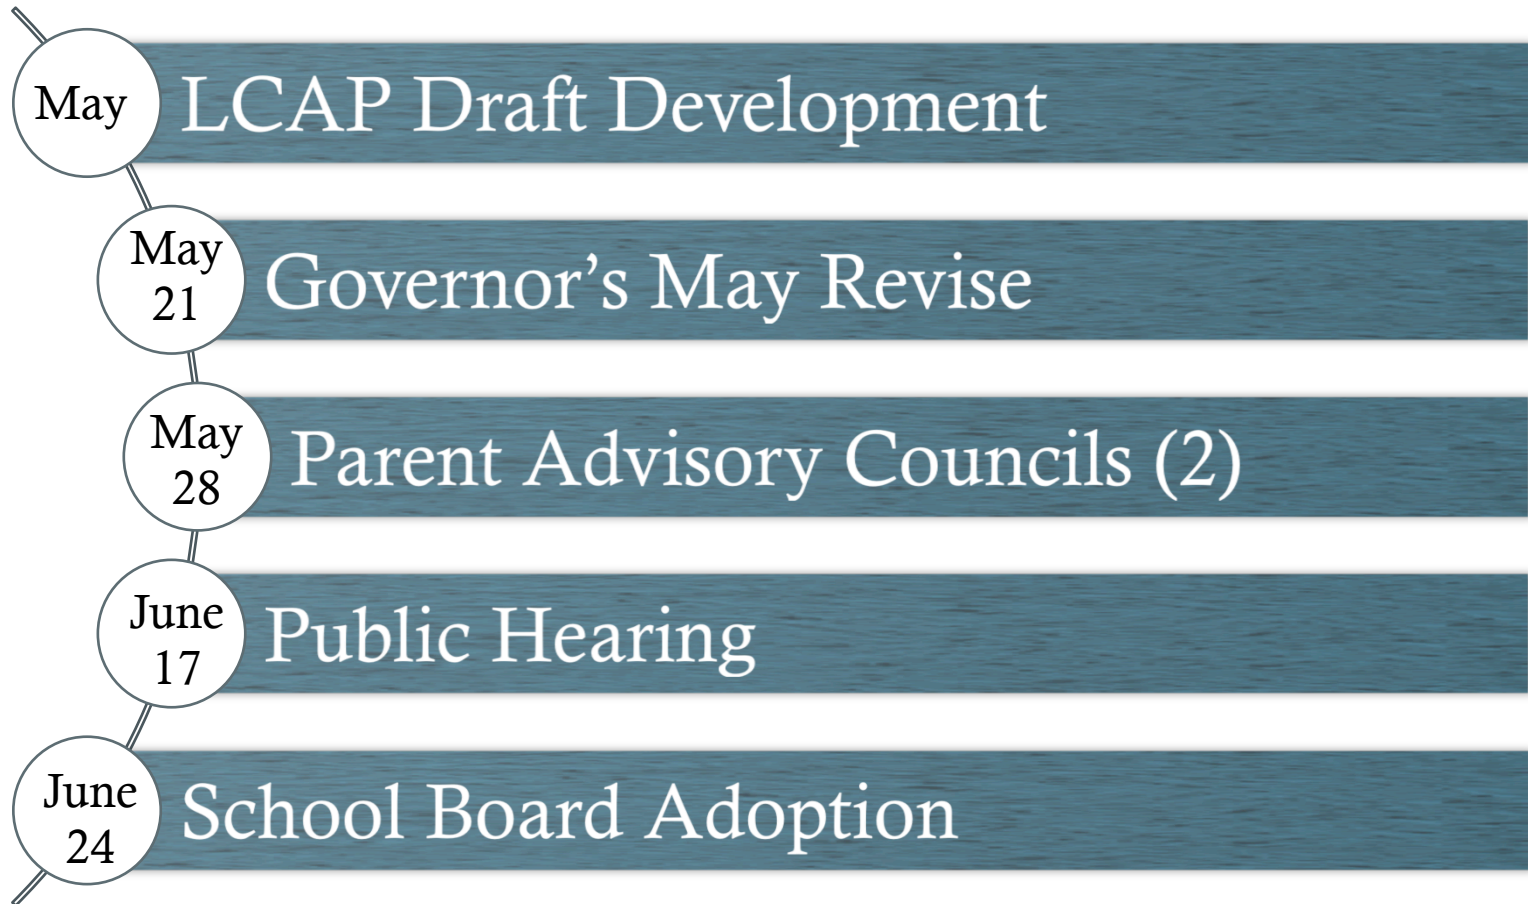 May
LCAP Draft Development
May
21
Governor’s May Revise
May
28
Parent Advisory Councils (2)
June
17
Public Hearing
June
24
School Board Adoption